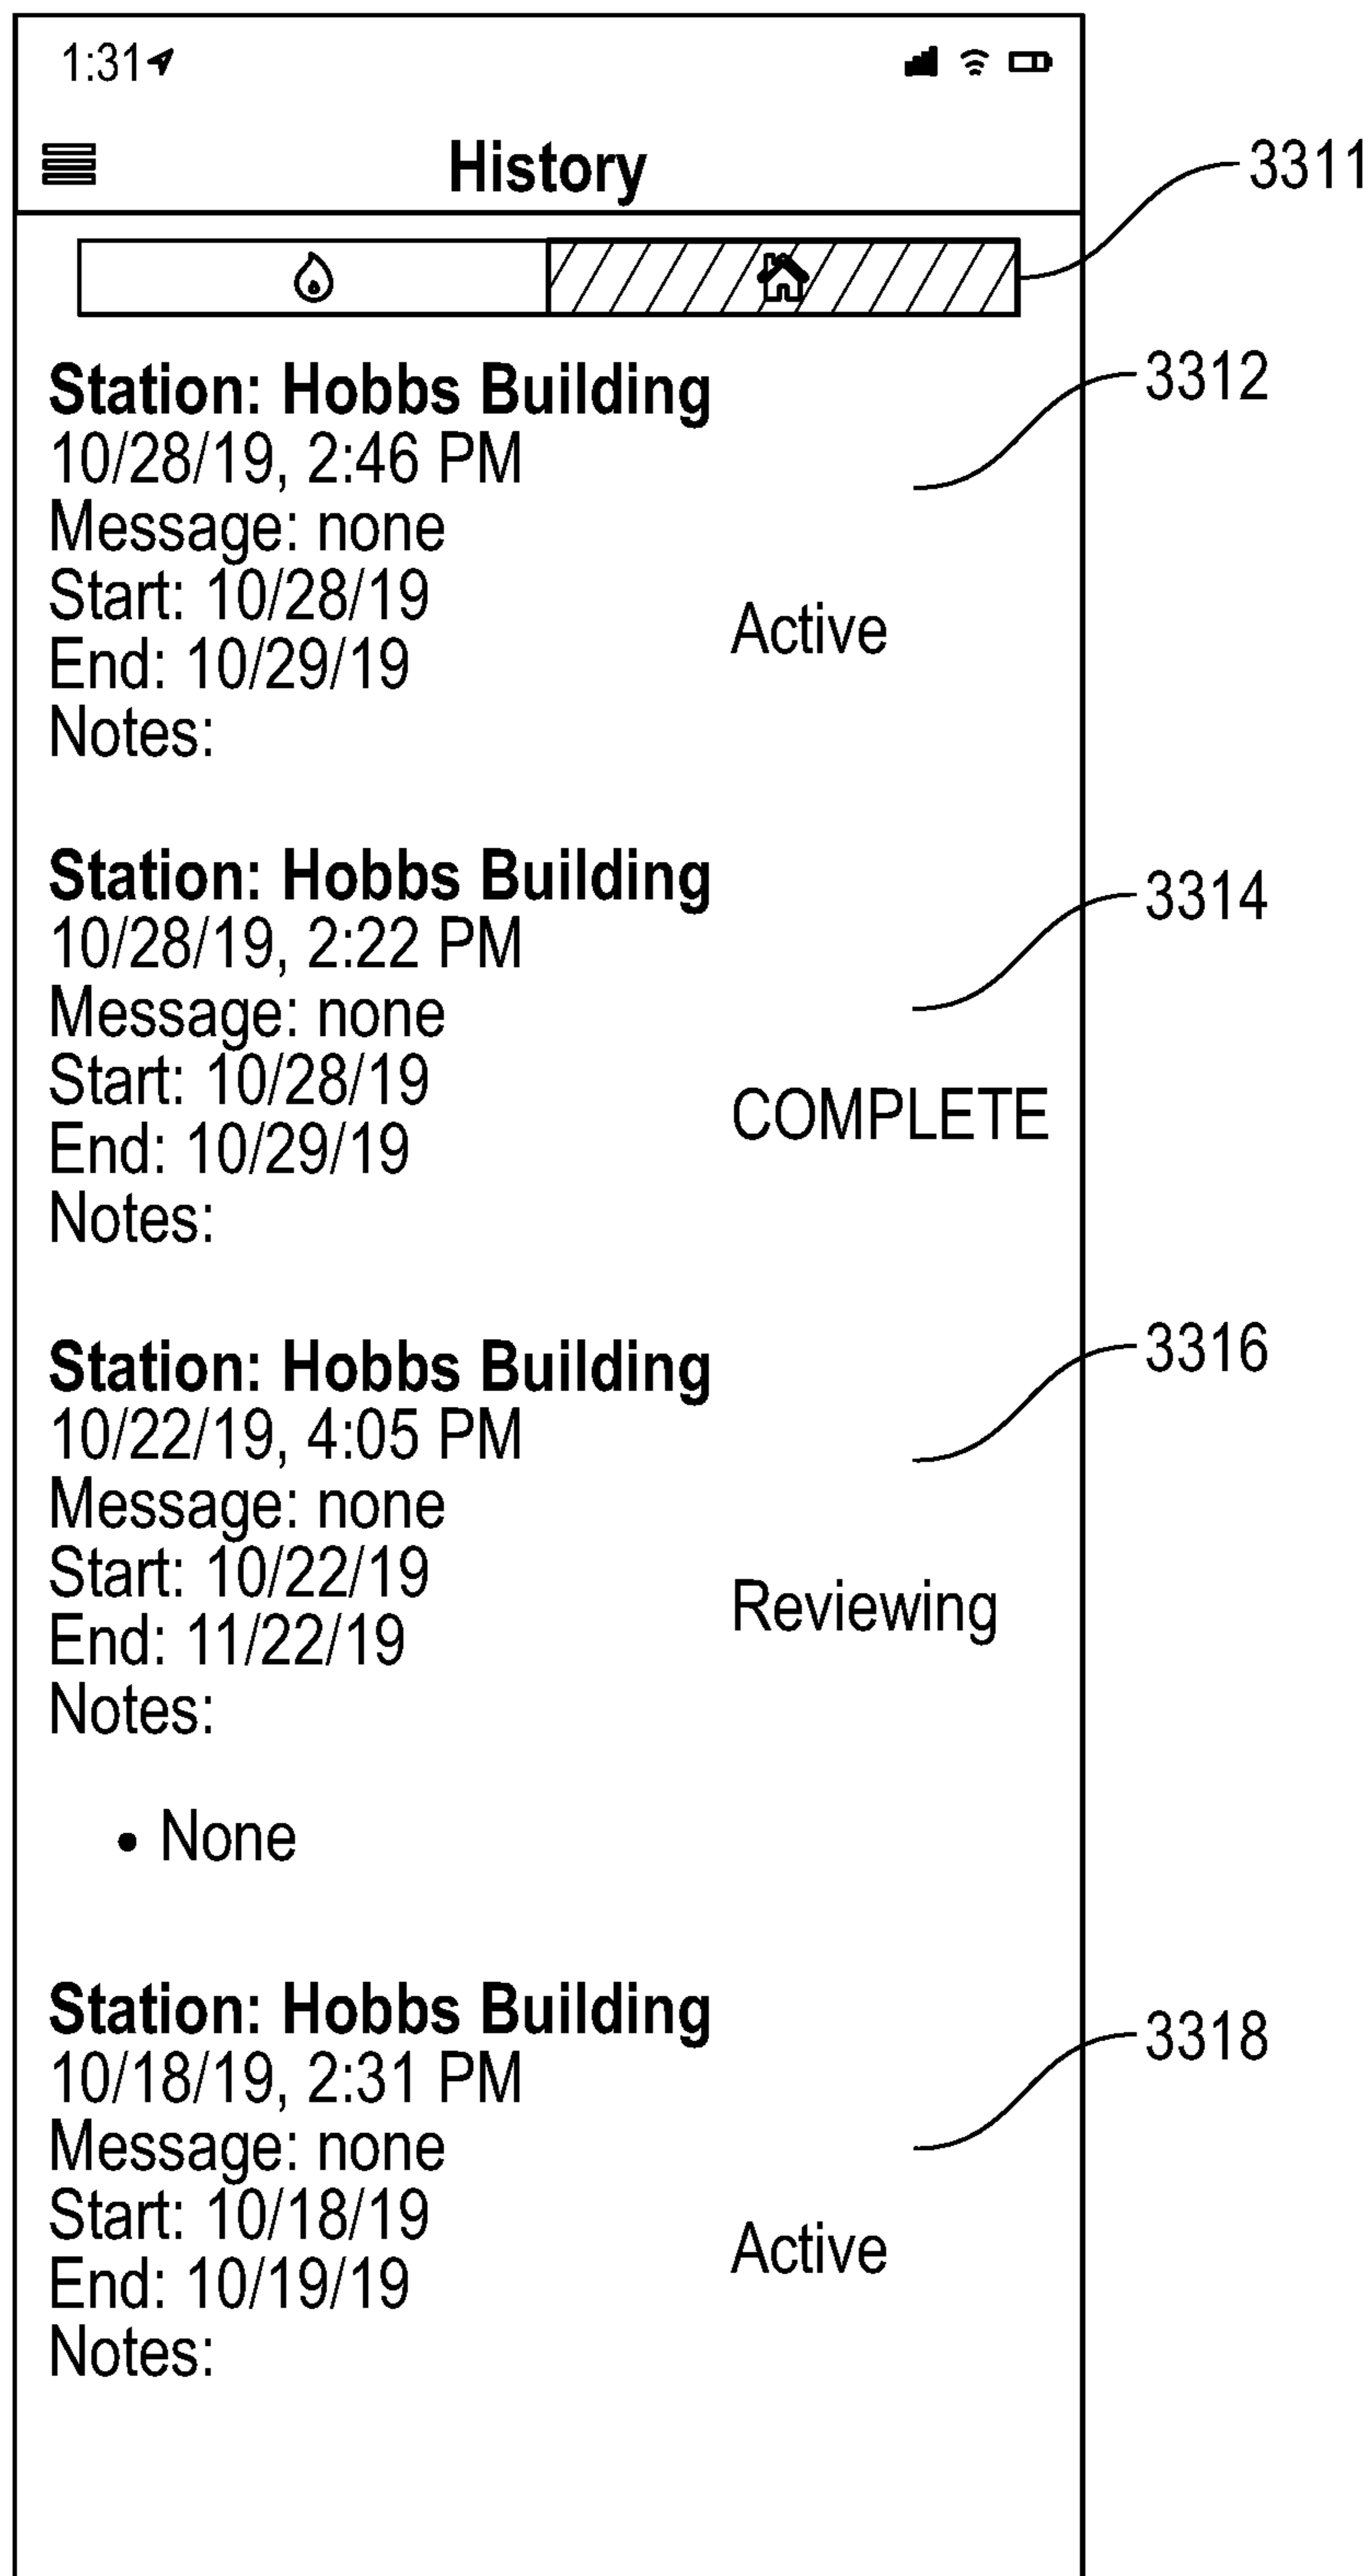 1:31
History
3311
Station: Hobbs Building
3312
10/28/19, 2:46 PM
Message: none
Start: 10/28/19
Active
End: 10/29/19
Notes:
Station: Hobbs Building
3314
10/28/19, 2:22 PM
Message: none
Start: 10/28/19
COMPLETE
End: 10/29/19
Notes:
Station: Hobbs Building
3316
10/22/19, 4:05 PM
Message: none
Start: 10/22/19
Reviewing
End: 11/22/19
Notes:
• None
Station: Hobbs Building
3318
10/18/19, 2:31 PM
Message: none
Start: 10/18/19
Active
End: 10/19/19
Notes: